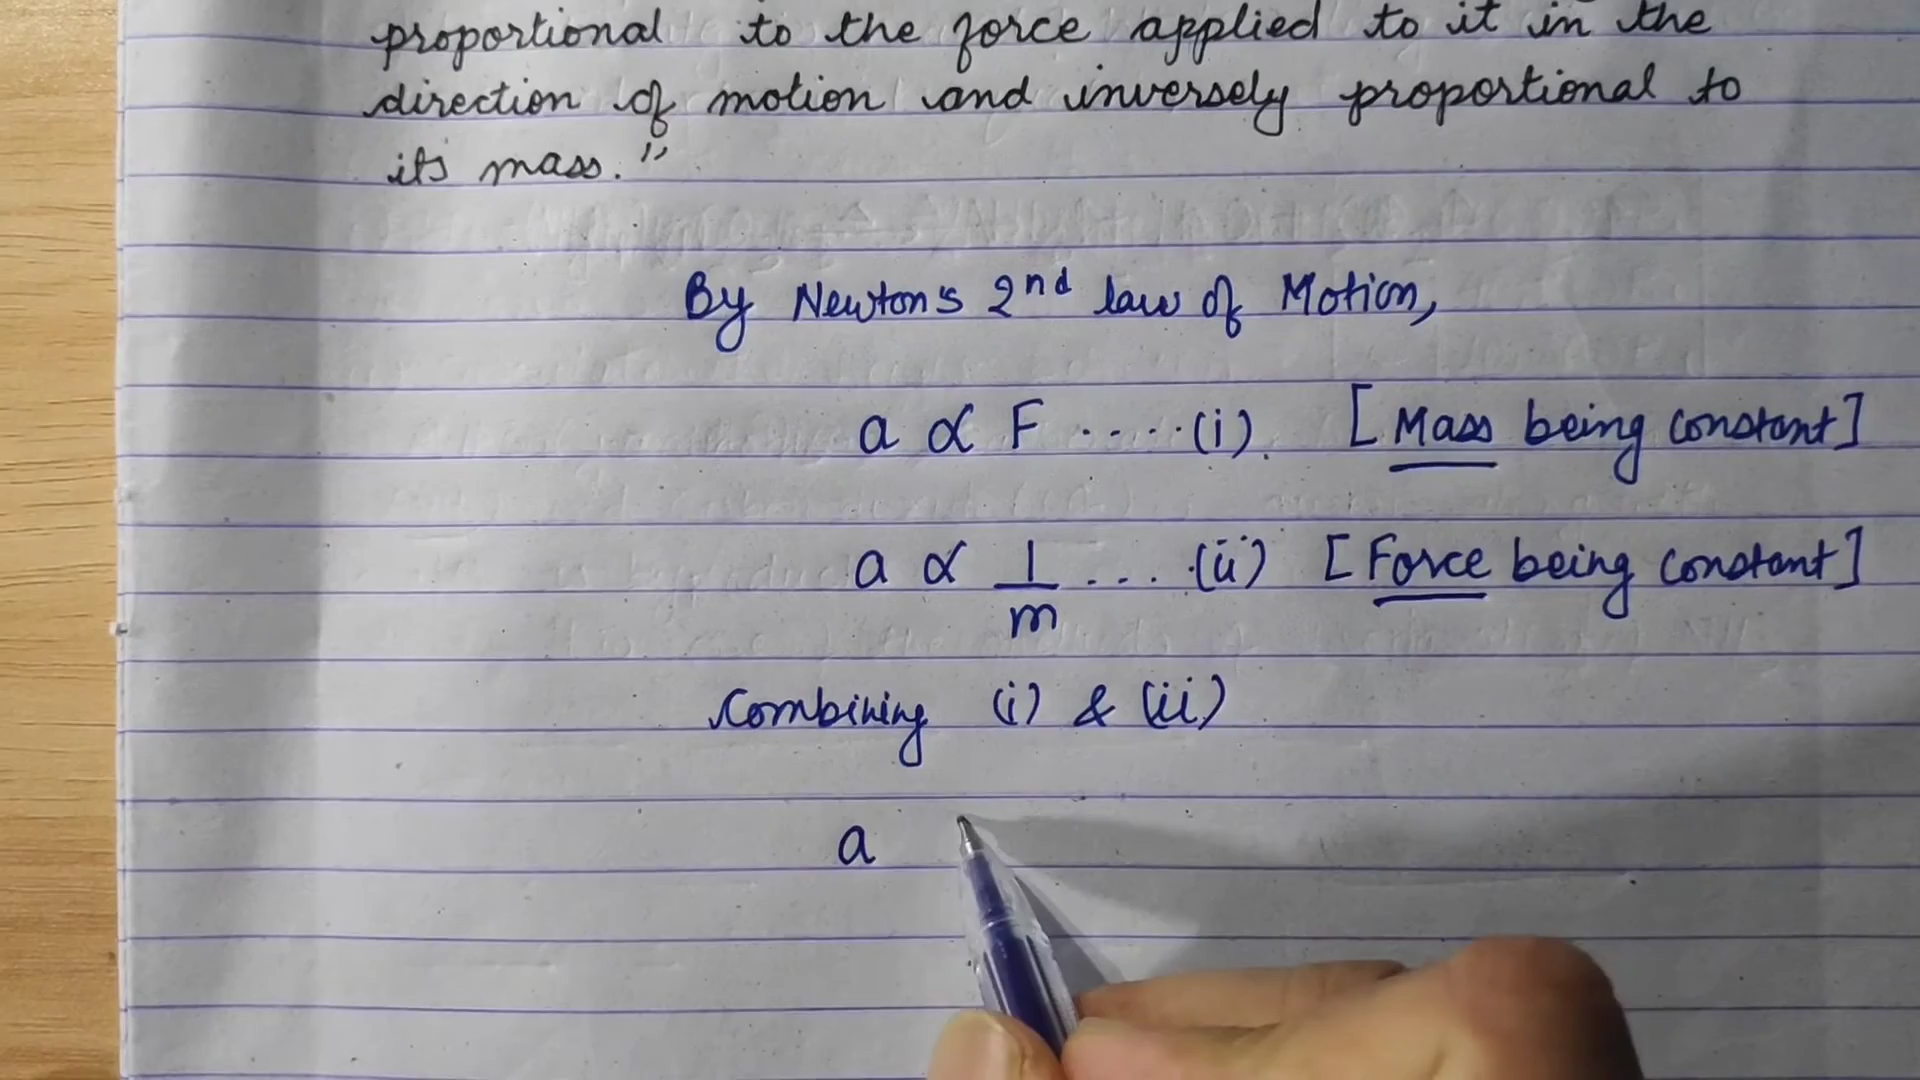 proportional to the force applied to it in the
direction of motion and inversely proportional to
its mass."
By Newton's 2nd law of Motion,
a ∝ F ....(i). [Mass being constant]
a ∝ 1/m ....(ii) [Force being constant]
Combining (i) & (ii)
a